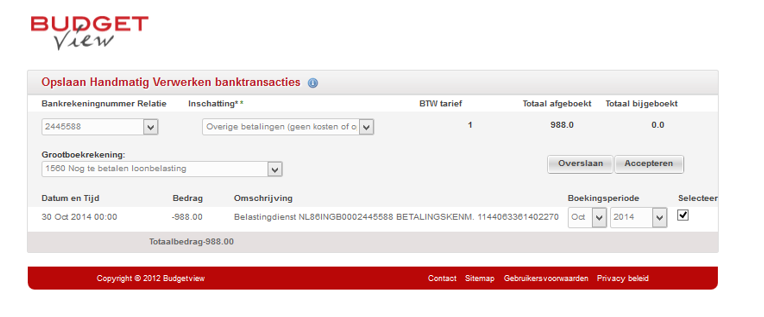 BUDGET
View
Opslaan Handmatig Verwerken banktransacties
Bankrekeningnummer Relatie Inschatting** BTW tarief Totaal afgeboekt Totaal bijgeboekt
2445588 Overige betalingen (geen kosten of o 1 988.0 0.0
Grootboekrekening:
1560 Nog te betalen loonbelasting Overslaan Accepteren
Datum en Tijd Bedrag Omschrijving Boekingsperiode Selecteer
30 Oct 2014 00:00 -988.00 Belastingdienst NL86INGB0002445588 BETALINGSKENM. 1144063361402270 Oct 2014
Totaalbedrag-988.00
Copyright © 2012 Budgetview Contact Sitemap Gebruikersvoorwaarden Privacy beleid